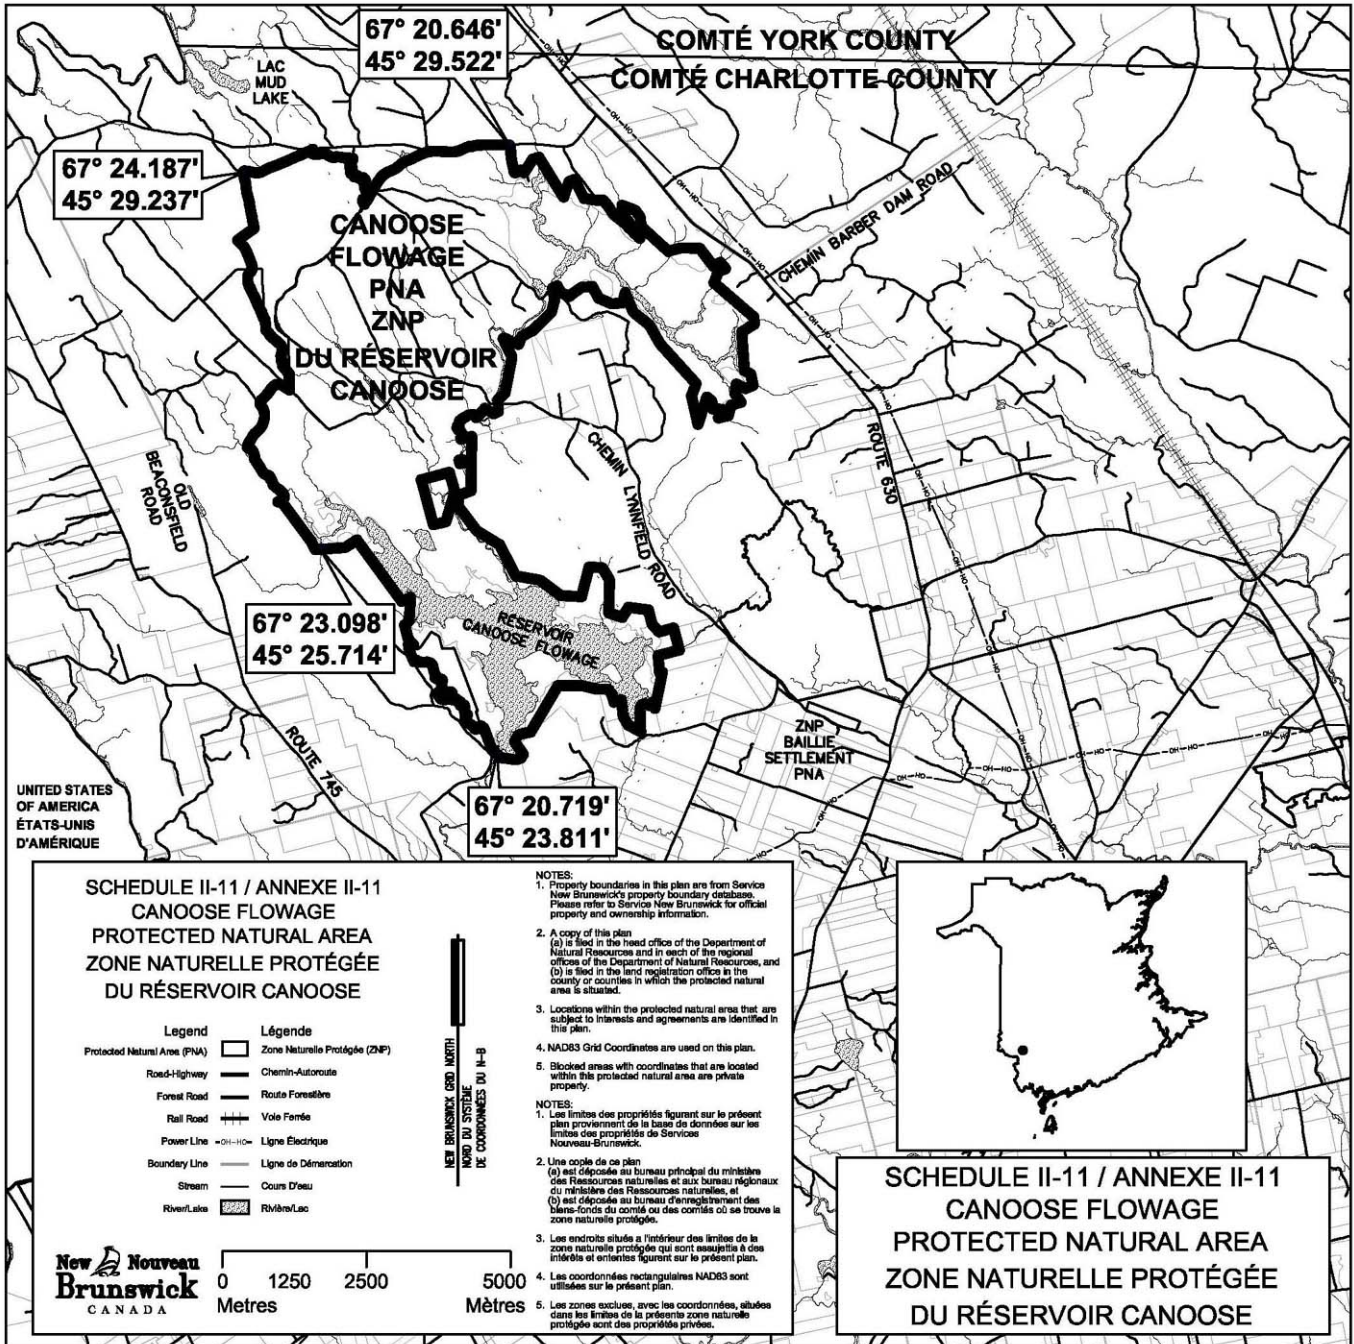 67° 20.646'
45° 29.522'
COMTÉ YORK COUNTY
COMTÉ CHARLOTTE COUNTY
LAC
MUD
LAKE
67° 24.187'
45° 29.237'
CANOOSE
FLOWAGE
PNA
ZNP
DU RÉSERVOIR
CANOOSE
CHEMIN BARBER DAM ROAD
OLD
BEACONSFIELD
ROAD
CHEMIN LYNNFIELD ROAD
ROUTE 630
67° 23.098'
45° 25.714'
RÉSERVOIR
CANOOSE FLOWAGE
ROUTE 745
ZNP
BAILLIE
SETTLEMENT
PNA
UNITED STATES
OF AMERICA
ÉTATS-UNIS
D'AMÉRIQUE
67° 20.719'
45° 23.811'
SCHEDULE II-11 / ANNEXE II-11
CANOOSE FLOWAGE
PROTECTED NATURAL AREA
ZONE NATURELLE PROTÉGÉE
DU RÉSERVOIR CANOOSE
Legend Légende
Protected Natural Area (PNA) Zone Naturelle Protégée (ZNP)
Road-Highway Chemin-Autoroute
Forest Road Route Forestière
Rail Road Voie Ferrée
Power Line -OH-HO- Ligne Électrique
Boundary Line Ligne de Démarcation
Stream Cours D'eau
River/Lake Rivière/Lac
NEW BRUNSWICK GRID NORTH
NORD DU SYSTÈME
DE COORDONNÉES DU N-B
New Nouveau
Brunswick
CANADA
0 1250 2500 5000
Metres Mètres
NOTES:
1. Property boundaries in this plan are from Service
New Brunswick's property boundary database.
Please refer to Service New Brunswick for official
property and ownership information.
2. A copy of this plan
(a) is filed in the head office of the Department of
Natural Resources and in each of the regional
offices of the Department of Natural Resources, and
(b) is filed in the land registration office in the
county or counties in which the protected natural
area is situated.
3. Locations within the protected natural area that are
subject to interests and agreements are identified in
this plan.
4. NAD83 Grid Coordinates are used on this plan.
5. Blocked areas with coordinates that are located
within this protected natural area are private
property.
NOTES:
1. Les limites des propriétés figurant sur le présent
plan proviennent de la base de données sur les
limites des propriétés de Services
Nouveau-Brunswick.
2. Une copie de ce plan
(a) est déposée au bureau principal du ministère
des Ressources naturelles et aux bureau régionaux
du ministère des Ressources naturelles, et
(b) est déposée au bureau d'enregistrement des
biens-fonds du comté ou des comtés où se trouve la
zone naturelle protégée.
3. Les endroits situés a l'intérieur des limites de la
zone naturelle protégée qui sont assujettis à des
intérêts et ententes figurent sur le présent plan.
4. Les coordonnées rectangulaires NAD83 sont
utilisées sur le présent plan.
5. Les zones exclues, avec les coordonnées, situées
dans les limites de la présente zone naturelle
protégée sont des propriétés privées.
SCHEDULE II-11 / ANNEXE II-11
CANOOSE FLOWAGE
PROTECTED NATURAL AREA
ZONE NATURELLE PROTÉGÉE
DU RÉSERVOIR CANOOSE